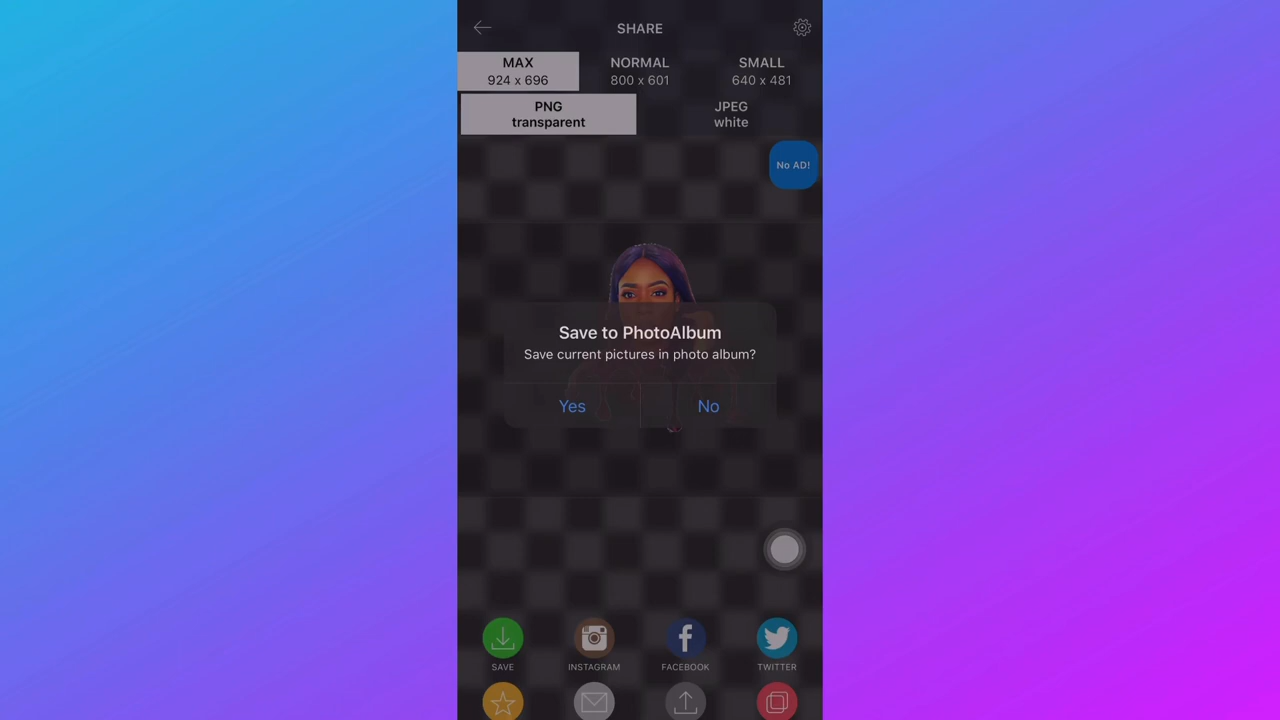 SHARE
MAX
924 x 696
NORMAL
800 x 601
SMALL
640 x 481
PNG
transparent
JPEG
white
No AD!
Save to PhotoAlbum
Save current pictures in photo album?
Yes
No
SAVE
INSTAGRAM
FACEBOOK
TWITTER